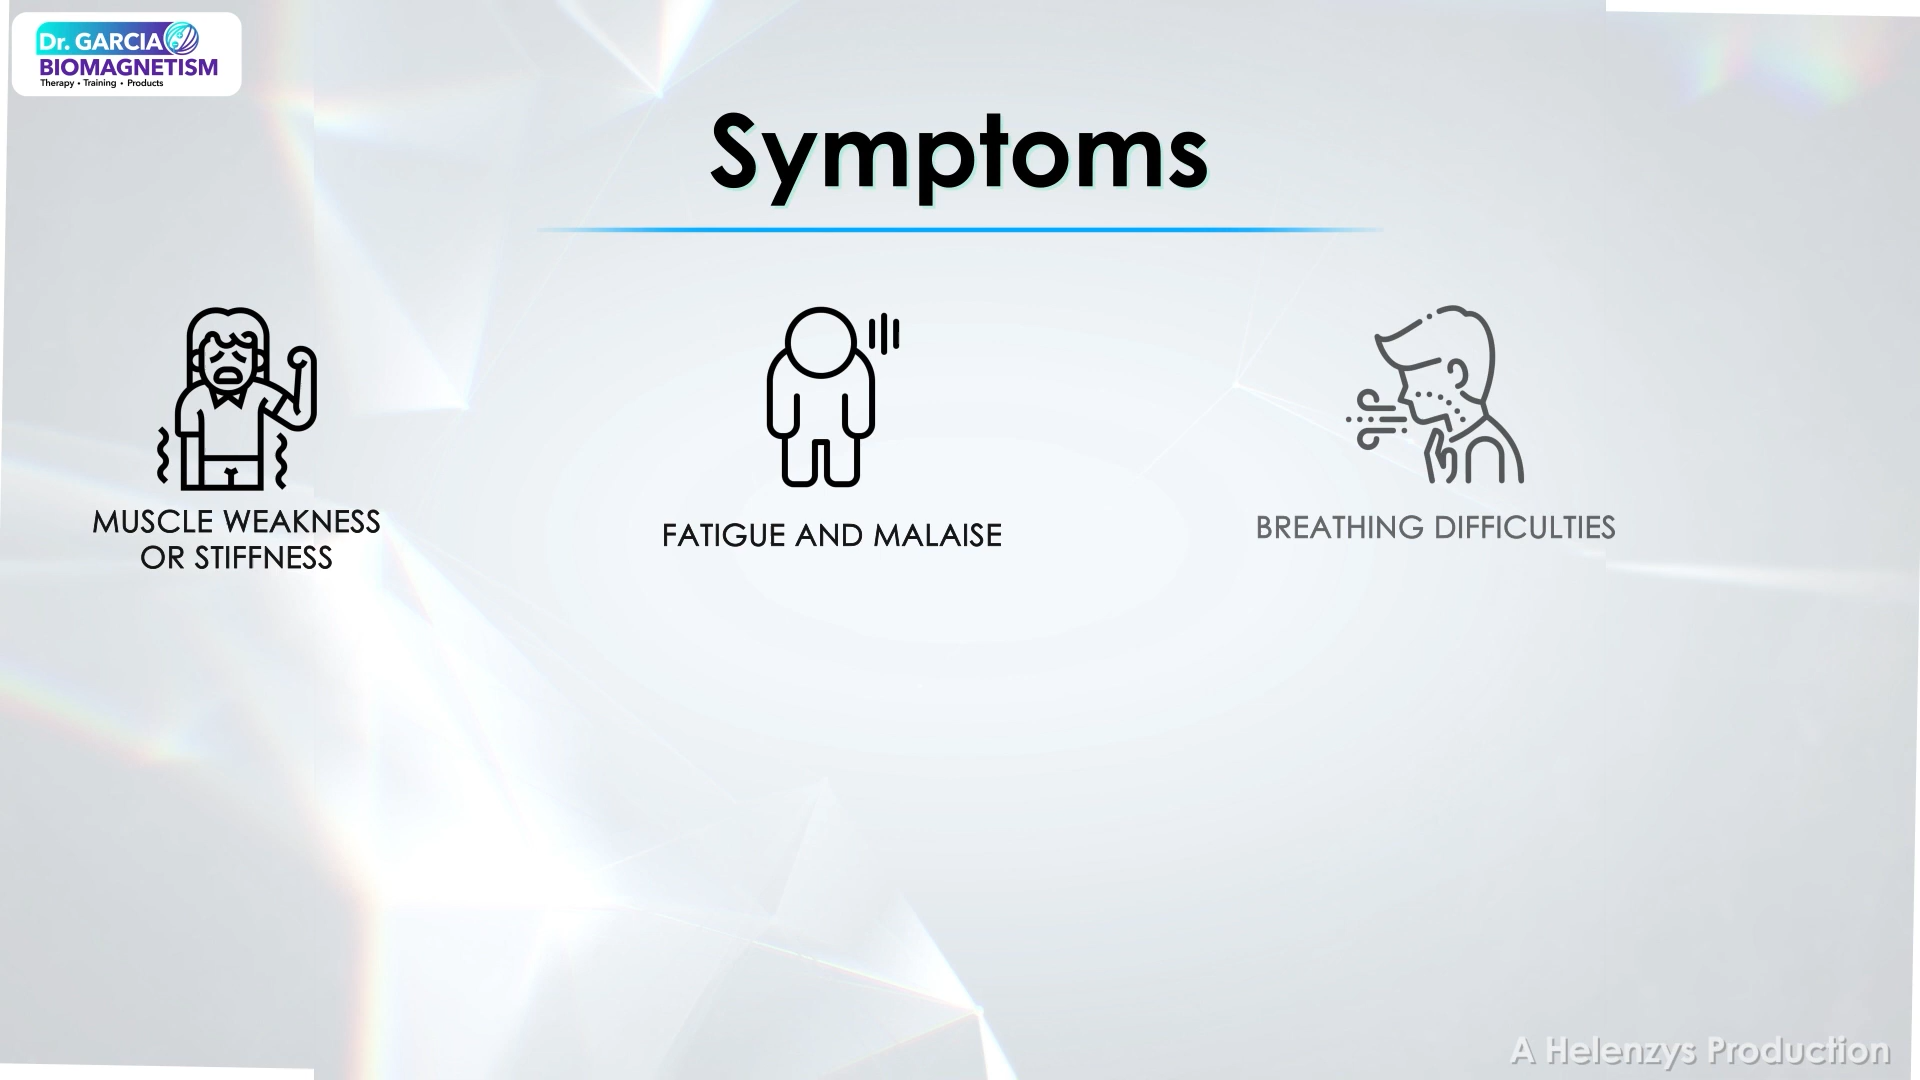 Dr. GARCIA
BIOMAGNETISM
Therapy • Training • Products
Symptoms
MUSCLE WEAKNESS
OR STIFFNESS
FATIGUE AND MALAISE
BREATHING DIFFICULTIES
A Helenzys Production